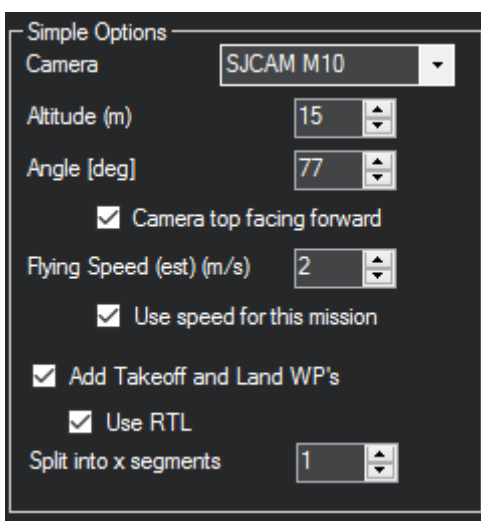 Simple Options
Camera SJCAM M10
Altitude (m) 15
Angle [deg] 77
Camera top facing forward
Flying Speed (est) (m/s) 2
Use speed for this mission
Add Takeoff and Land WP's
Use RTL
Split into x segments 1